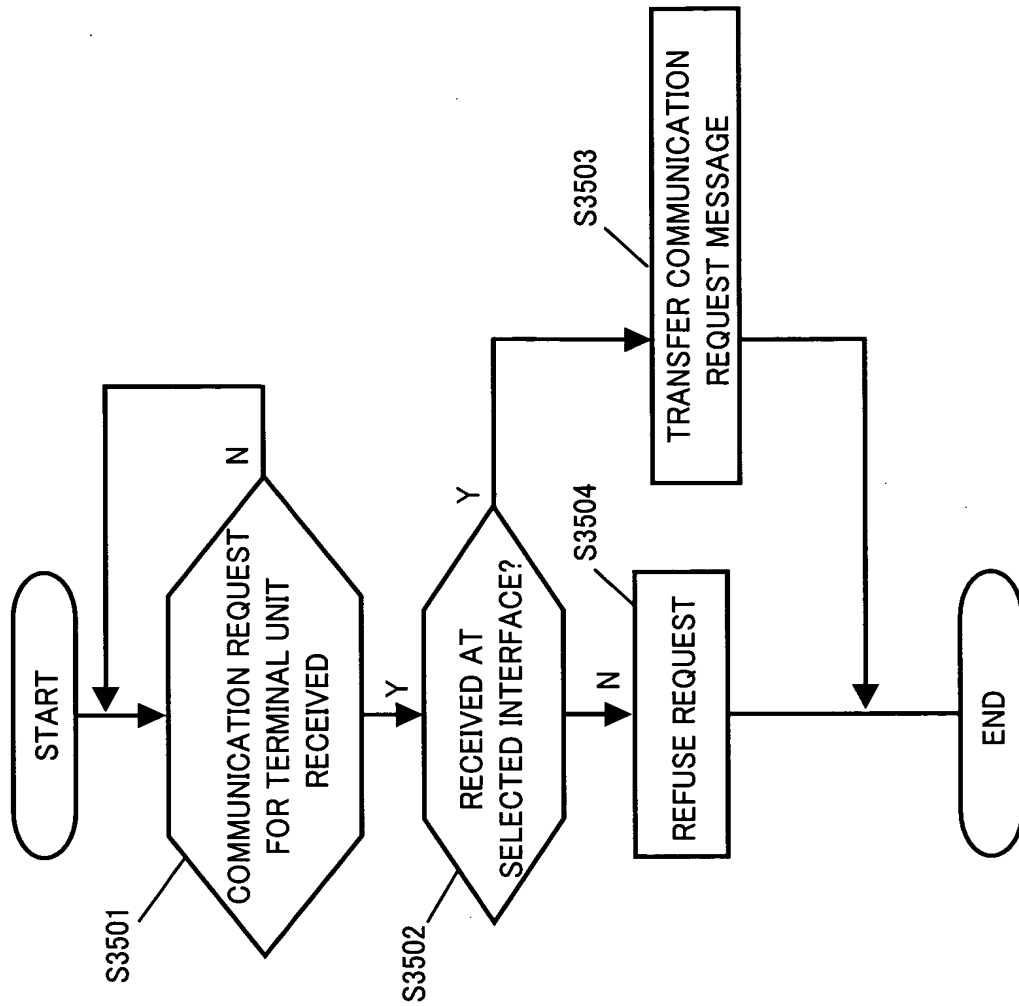 START
S3501
COMMUNICATION REQUEST
FOR TERMINAL UNIT
RECEIVED
N
Y
S3502
RECEIVED AT
SELECTED INTERFACE?
Y
N
S3504
REFUSE REQUEST
S3503
TRANSFER COMMUNICATION
REQUEST MESSAGE
END